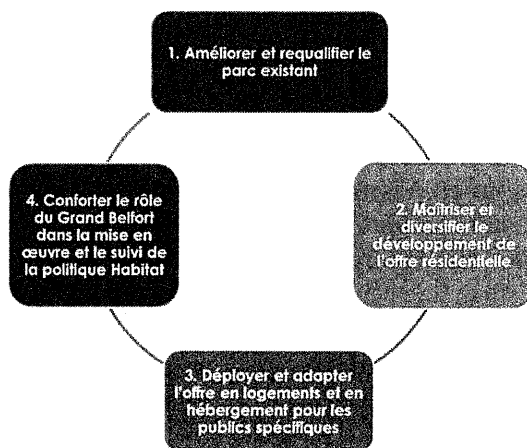 1. Améliorer et requalifier le
parc existant
2. Maîtriser et
diversifier le
développement de
l'offre résidentielle
3. Déployer et adapter
l'offre en logements et en
hébergement pour les
publics spécifiques
4. Conforter le rôle
du Grand Belfort
dans la mise en
œuvre et le suivi de
la politique Habitat